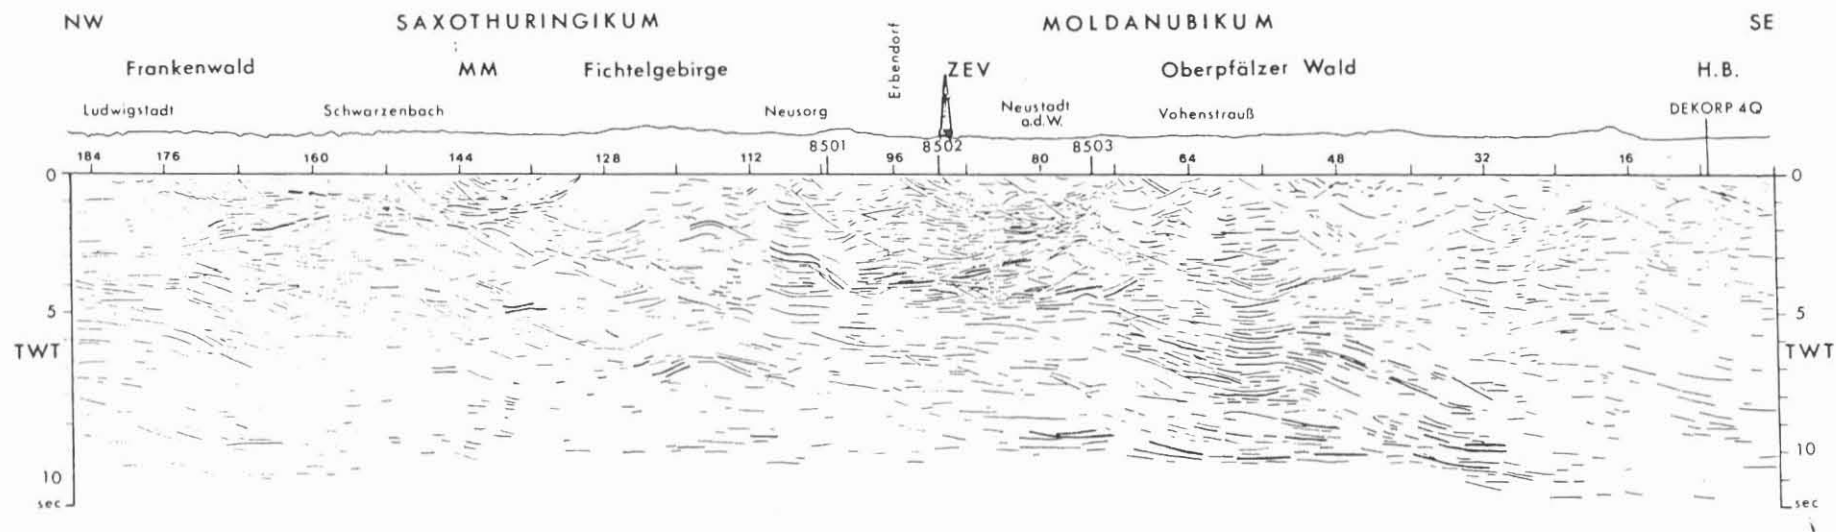 NW SAXOTHURINGIKUM MOLDANUBIKUM SE
Erbendorf
Frankenwald MM Fichtelgebirge ZEV Oberpfälzer Wald H.B.
Ludwigstadt Schwarzenbach Neusorg Neustadt a.d.W. Vohenstrauß DEKORP 4Q
8501 8502 8503
184 176 160 144 128 112 96 80 64 48 32 16
0 0
5 5
TWT TWT
10 10
sec sec